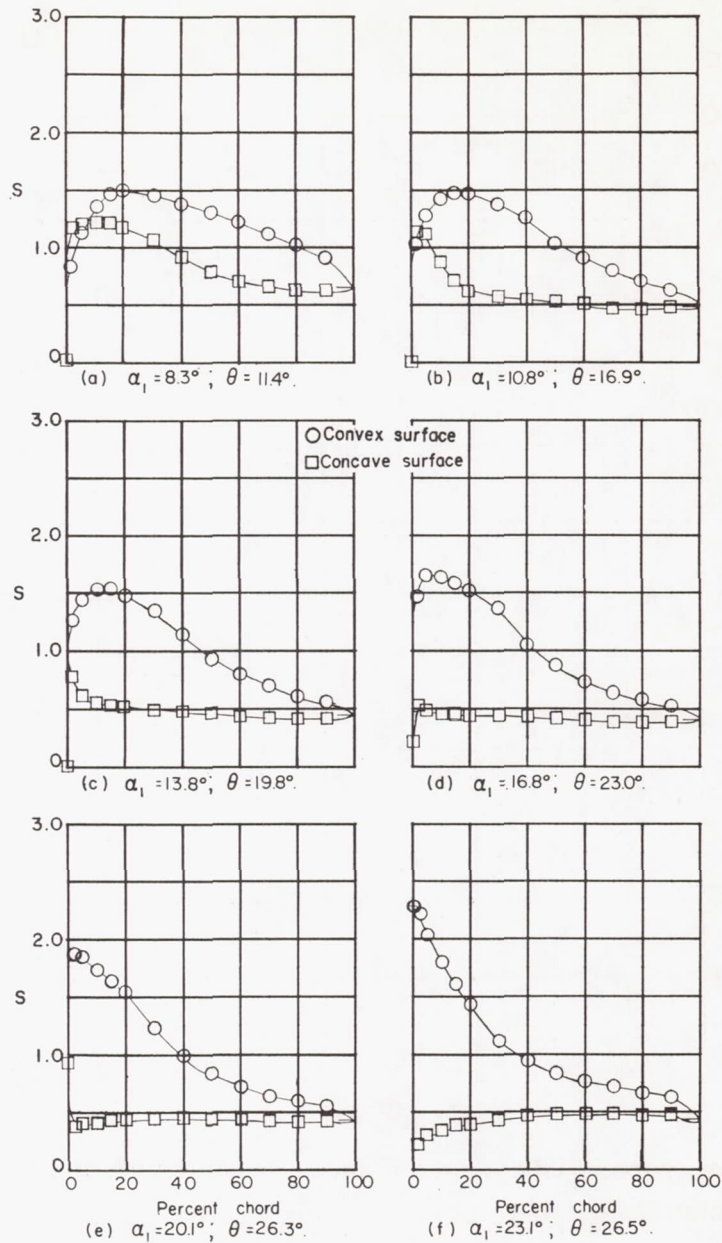 3.0
2.0
S
1.0
0
(a) α₁ = 8.3°; θ = 11.4°.
(b) α₁ = 10.8°; θ = 16.9°.
○ Convex surface
□ Concave surface
3.0
2.0
S
1.0
0
(c) α₁ = 13.8°; θ = 19.8°.
(d) α₁ = 16.8°; θ = 23.0°.
3.0
2.0
S
1.0
0
0 20 40 60 80 100
0 20 40 60 80 100
Percent chord
Percent chord
(e) α₁ = 20.1°; θ = 26.3°.
(f) α₁ = 23.1°; θ = 26.5°.